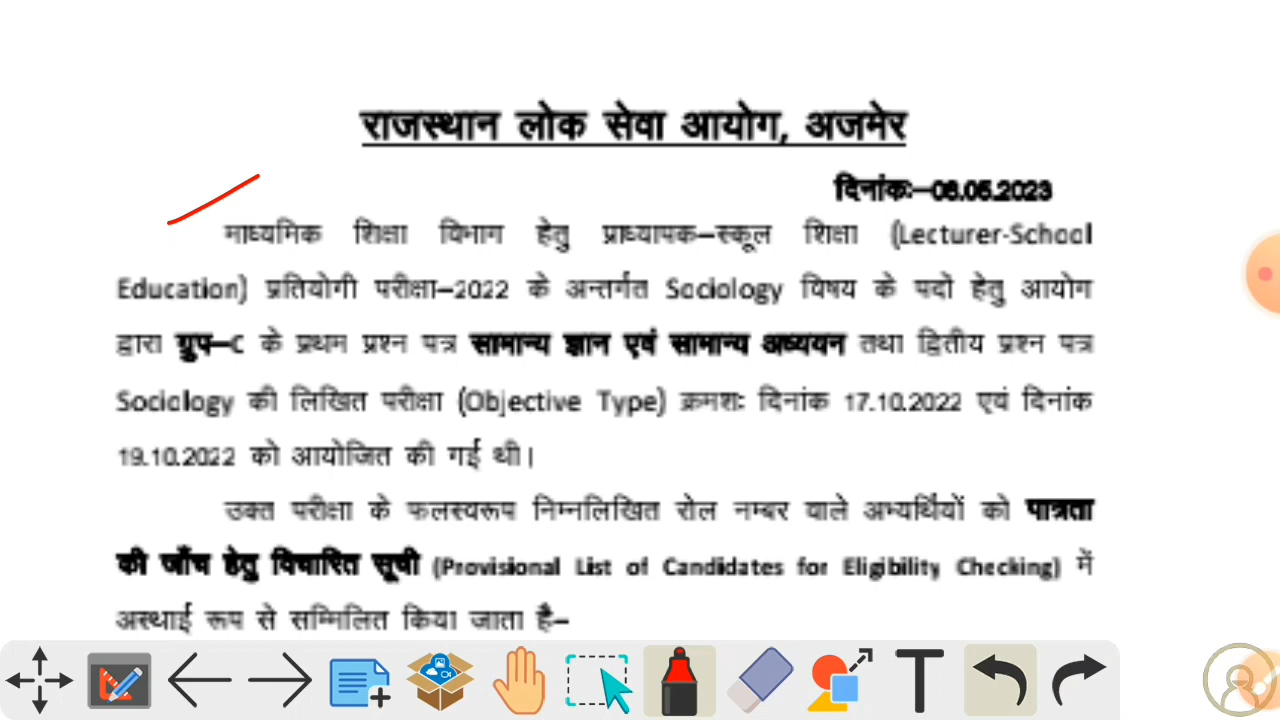 राजस्थान लोक सेवा आयोग, अजमेर
दिनांकः–08.05.2023
माध्यमिक शिक्षा विभाग हेतु प्राध्यापक–स्कूल शिक्षा (Lecturer-School
Education) प्रतियोगी परीक्षा–2022 के अन्तर्गत Sociology विषय के पदों हेतु आयोग
द्वारा ग्रुप–C के प्रथम प्रश्न पत्र सामान्य ज्ञान एवं सामान्य अध्ययन तथा द्वितीय प्रश्न पत्र
Sociology की लिखित परीक्षा (Objective Type) क्रमशः दिनांक 17.10.2022 एवं दिनांक
19.10.2022 को आयोजित की गई थी।
उक्त परीक्षा के फलस्वरूप निम्नलिखित रोल नम्बर वाले अभ्यर्थियों को पात्रता
की जाँच हेतु विचारित सूची (Provisional List of Candidates for Eligibility Checking) में
अस्थाई रूप से सम्मिलित किया जाता है–
T